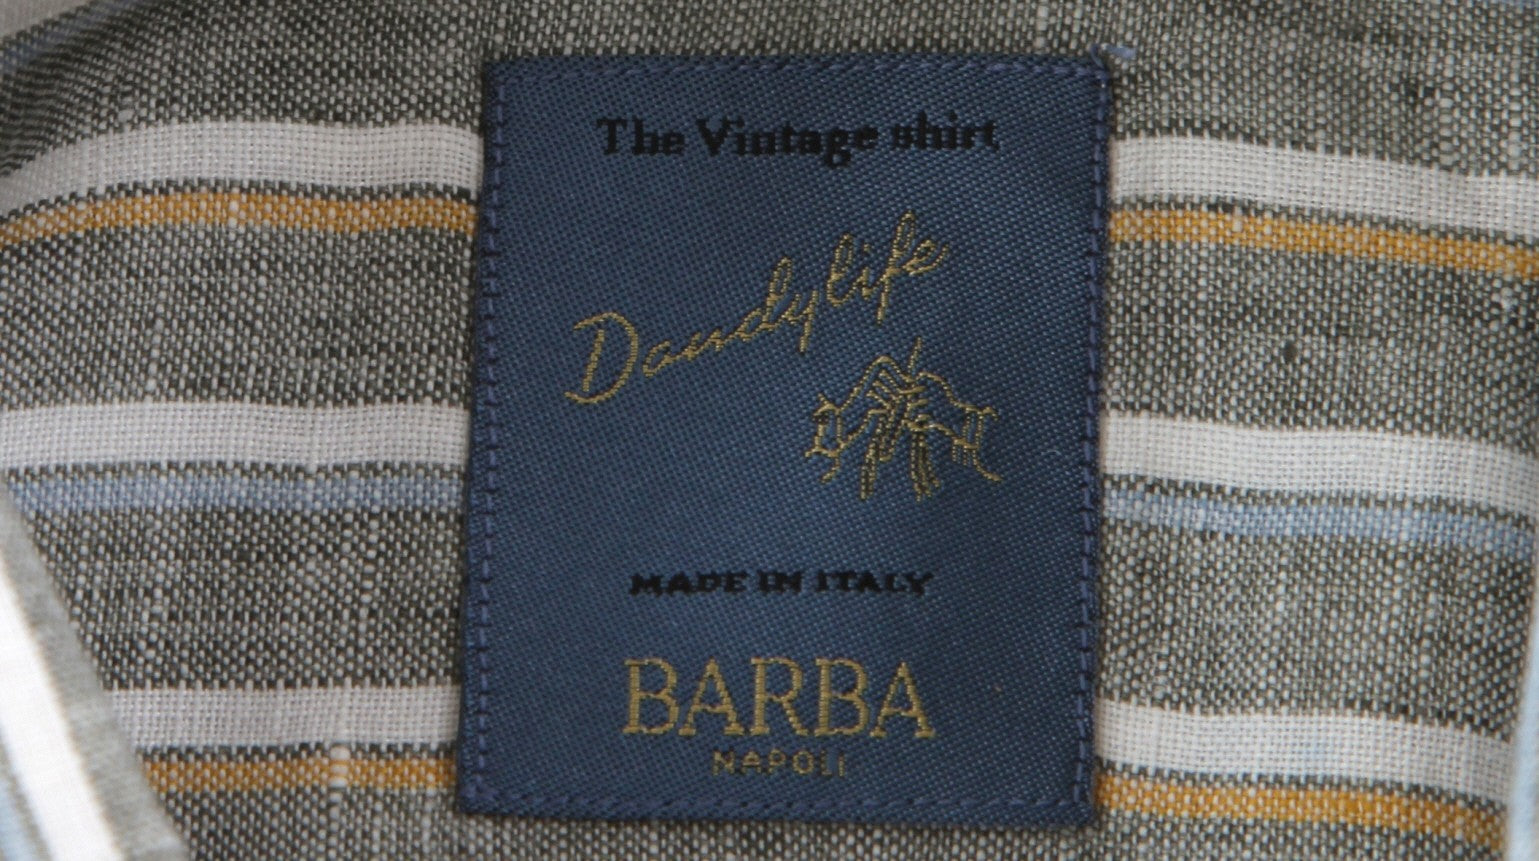 The Vintage shirt
Dandylife
MADE IN ITALY
BARBA
NAPOLI